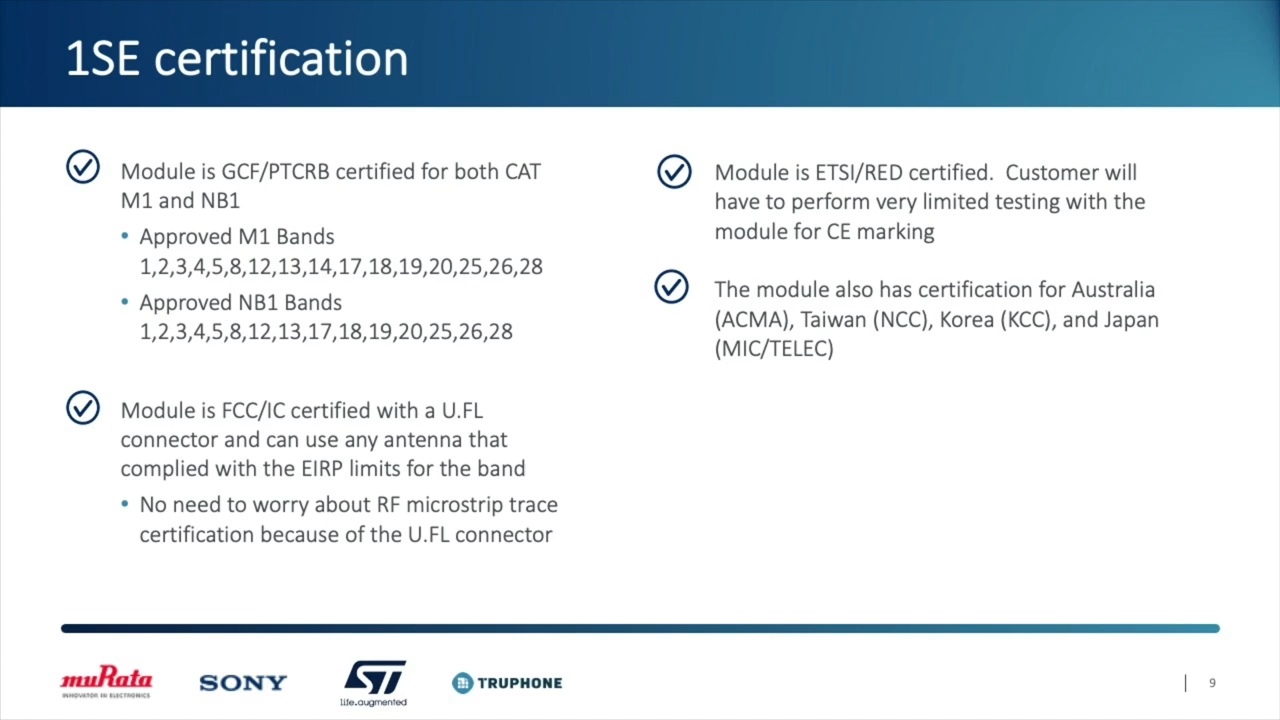 1SE certification
Module is GCF/PTCRB certified for both CAT
M1 and NB1
• Approved M1 Bands
1,2,3,4,5,8,12,13,14,17,18,19,20,25,26,28
• Approved NB1 Bands
1,2,3,4,5,8,12,13,17,18,19,20,25,26,28
Module is FCC/IC certified with a U.FL
connector and can use any antenna that
complied with the EIRP limits for the band
• No need to worry about RF microstrip trace
certification because of the U.FL connector
Module is ETSI/RED certified.  Customer will
have to perform very limited testing with the
module for CE marking
The module also has certification for Australia
(ACMA), Taiwan (NCC), Korea (KCC), and Japan
(MIC/TELEC)
muRata
INNOVATOR IN ELECTRONICS
SONY
ST
life.augmented
TRUPHONE
9